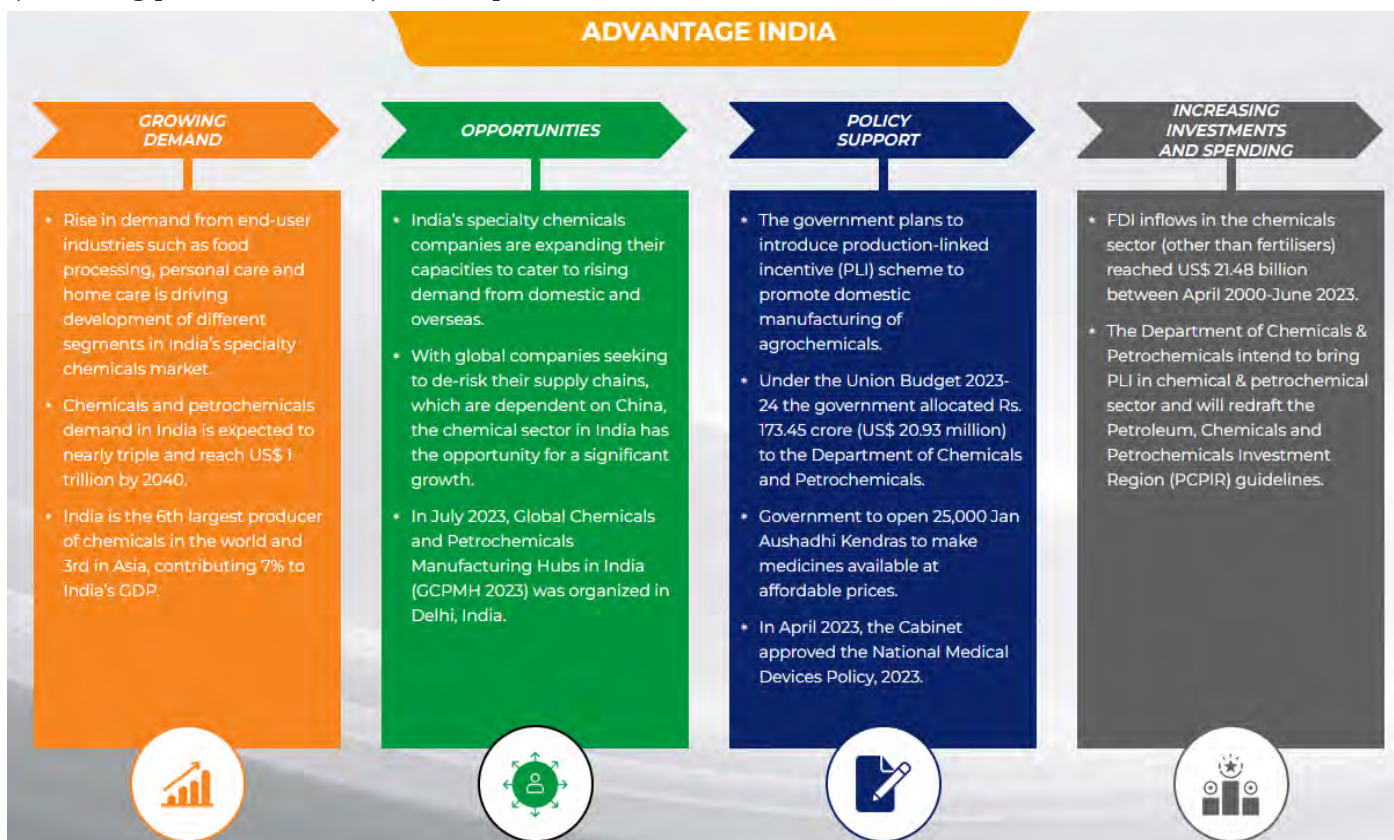 ADVANTAGE INDIA
GROWING
DEMAND
* Rise in demand from end-user
industries such as food
processing, personal care and
home care is driving
development of different
segments in India's specialty
chemicals market.
* Chemicals and petrochemicals
demand in India is expected to
nearly triple and reach US$ 1
trillion by 2040.
* India is the 6th largest producer
of chemicals in the world and
3rd in Asia, contributing 7% to
India's GDP.
OPPORTUNITIES
* India's specialty chemicals
companies are expanding their
capacities to cater to rising
demand from domestic and
overseas.
* With global companies seeking
to de-risk their supply chains,
which are dependent on China,
the chemical sector in India has
the opportunity for a significant
growth.
* In July 2023, Global Chemicals
and Petrochemicals
Manufacturing Hubs in India
(GCPMH 2023) was organized in
Delhi, India.
POLICY
SUPPORT
* The government plans to
introduce production-linked
incentive (PLI) scheme to
promote domestic
manufacturing of
agrochemicals.
* Under the Union Budget 2023-
24 the government allocated Rs.
173.45 crore (US$ 20.93 million)
to the Department of Chemicals
and Petrochemicals.
* Government to open 25,000 Jan
Aushadhi Kendras to make
medicines available at
affordable prices.
* In April 2023, the Cabinet
approved the National Medical
Devices Policy, 2023.
INCREASING
INVESTMENTS
AND SPENDING
* FDI inflows in the chemicals
sector (other than fertilisers)
reached US$ 21.48 billion
between April 2000-June 2023.
* The Department of Chemicals &
Petrochemicals intend to bring
PLI in chemical & petrochemical
sector and will redraft the
Petroleum, Chemicals and
Petrochemicals Investment
Region (PCPIR) guidelines.